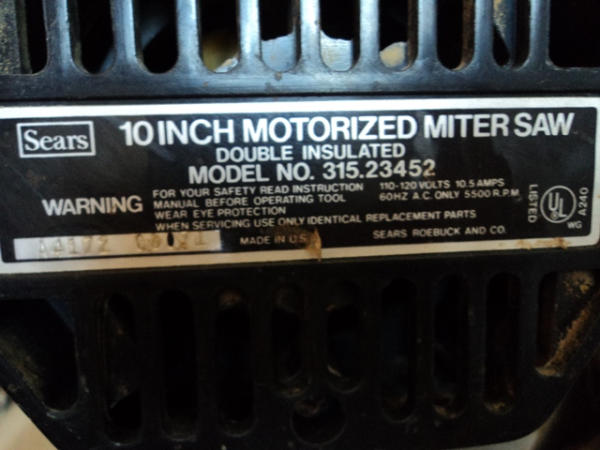 Sears 10 INCH MOTORIZED MITER SAW
DOUBLE INSULATED
MODEL NO. 315.23452
WARNING
FOR YOUR SAFETY READ INSTRUCTION
MANUAL BEFORE OPERATING TOOL
WEAR EYE PROTECTION
WHEN SERVICING USE ONLY IDENTICAL REPLACEMENT PARTS
110-120 VOLTS 10.5 AMPS
60HZ A.C. ONLY 5500 R.P.M.
LISTED UL WG A240
A4172
MADE IN U.S.
SEARS ROEBUCK AND CO.